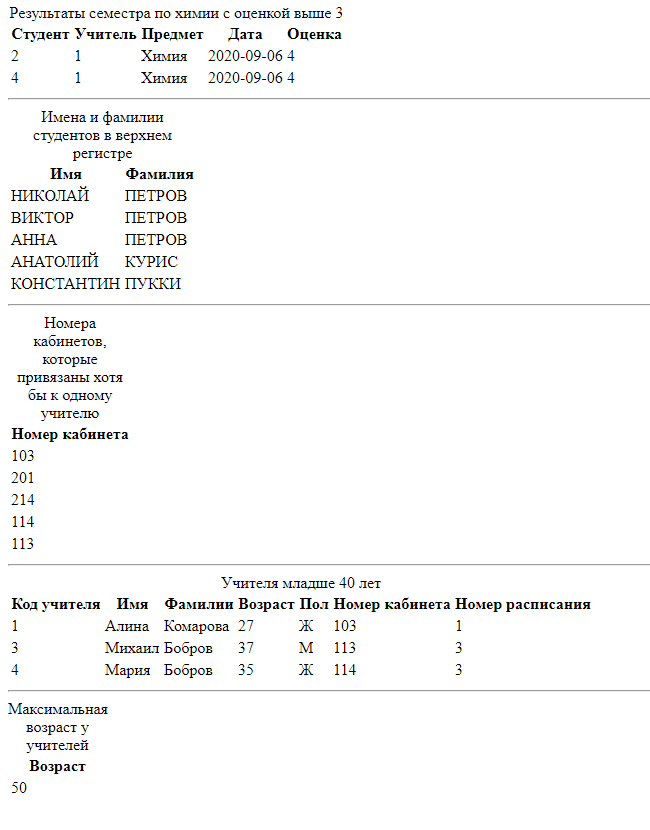 Результаты семестра по химии с оценкой выше 3
Студент Учитель Предмет Дата Оценка
2 1 Химия 2020-09-06 4
4 1 Химия 2020-09-06 4
Имена и фамилии
студентов в верхнем
регистре
Имя Фамилия
НИКОЛАЙ ПЕТРОВ
ВИКТОР ПЕТРОВ
АННА ПЕТРОВ
АНАТОЛИЙ КУРИС
КОНСТАНТИН ПУККИ
Номера
кабинетов,
которые
привязаны хотя
бы к одному
учителю
Номер кабинета
103
201
214
114
113
Учителя младше 40 лет
Код учителя Имя Фамилии Возраст Пол Номер кабинета Номер расписания
1 Алина Комарова 27 Ж 103 1
3 Михаил Бобров 37 М 113 3
4 Мария Бобров 35 Ж 114 3
Максимальная
возраст у
учителей
Возраст
50